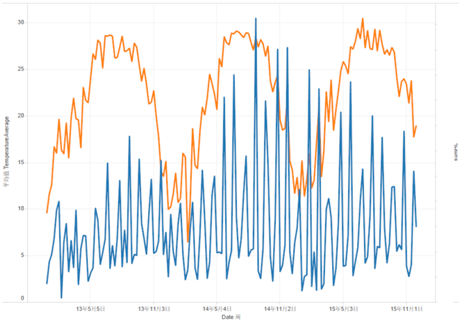 30
25
20
15
10
5
0
平均值 TemperatureAverage
13年5月5日
13年11月3日
14年5月4日
14年11月2日
15年5月3日
15年11月1日
Date 周